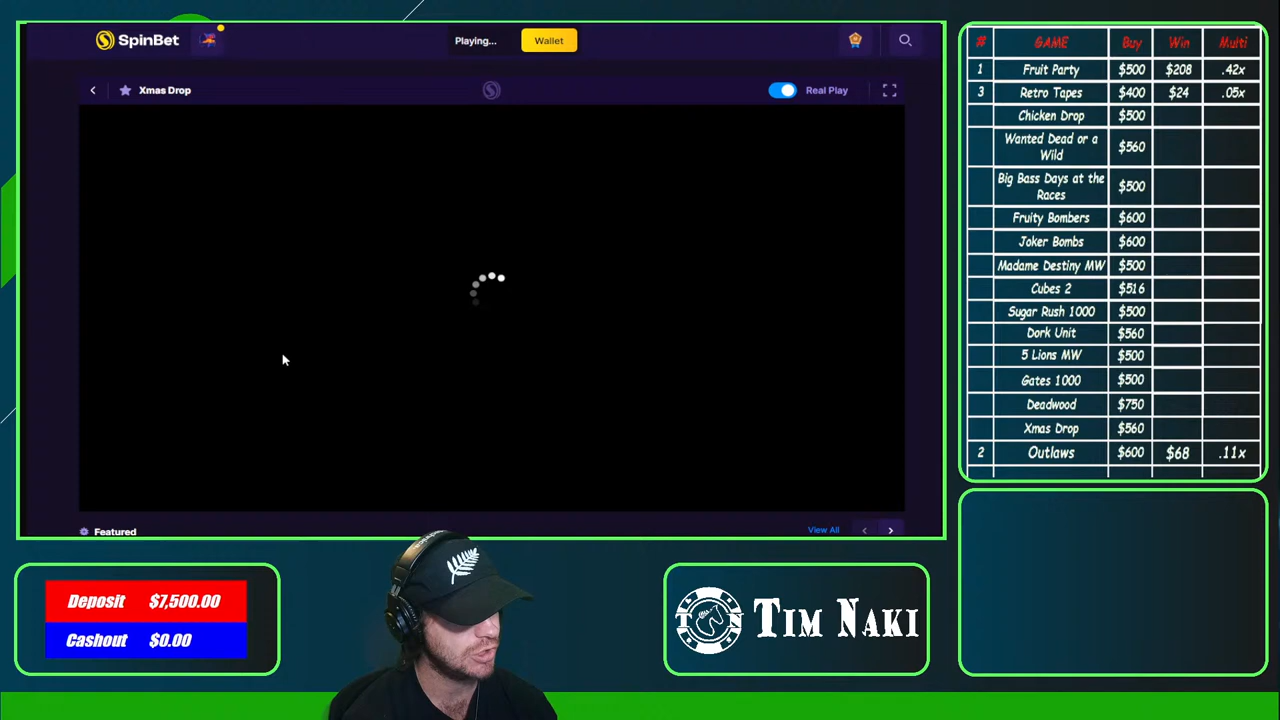 SpinBet
Playing...
Wallet
Xmas Drop
Real Play
Featured
View All
# GAME Buy Win Multi
1 Fruit Party $500 $208 .42x
3 Retro Tapes $400 $24 .05x
Chicken Drop $500
Wanted Dead or a
Wild $560
Big Bass Days at the
Races $500
Fruity Bombers $600
Joker Bombs $600
Madame Destiny MW $500
Cubes 2 $516
Sugar Rush 1000 $500
Dork Unit $560
5 Lions MW $500
Gates 1000 $500
Deadwood $750
Xmas Drop $560
2 Outlaws $600 $68 .11x
Deposit $7,500.00
Cashout $0.00
T N
TIM NAKI